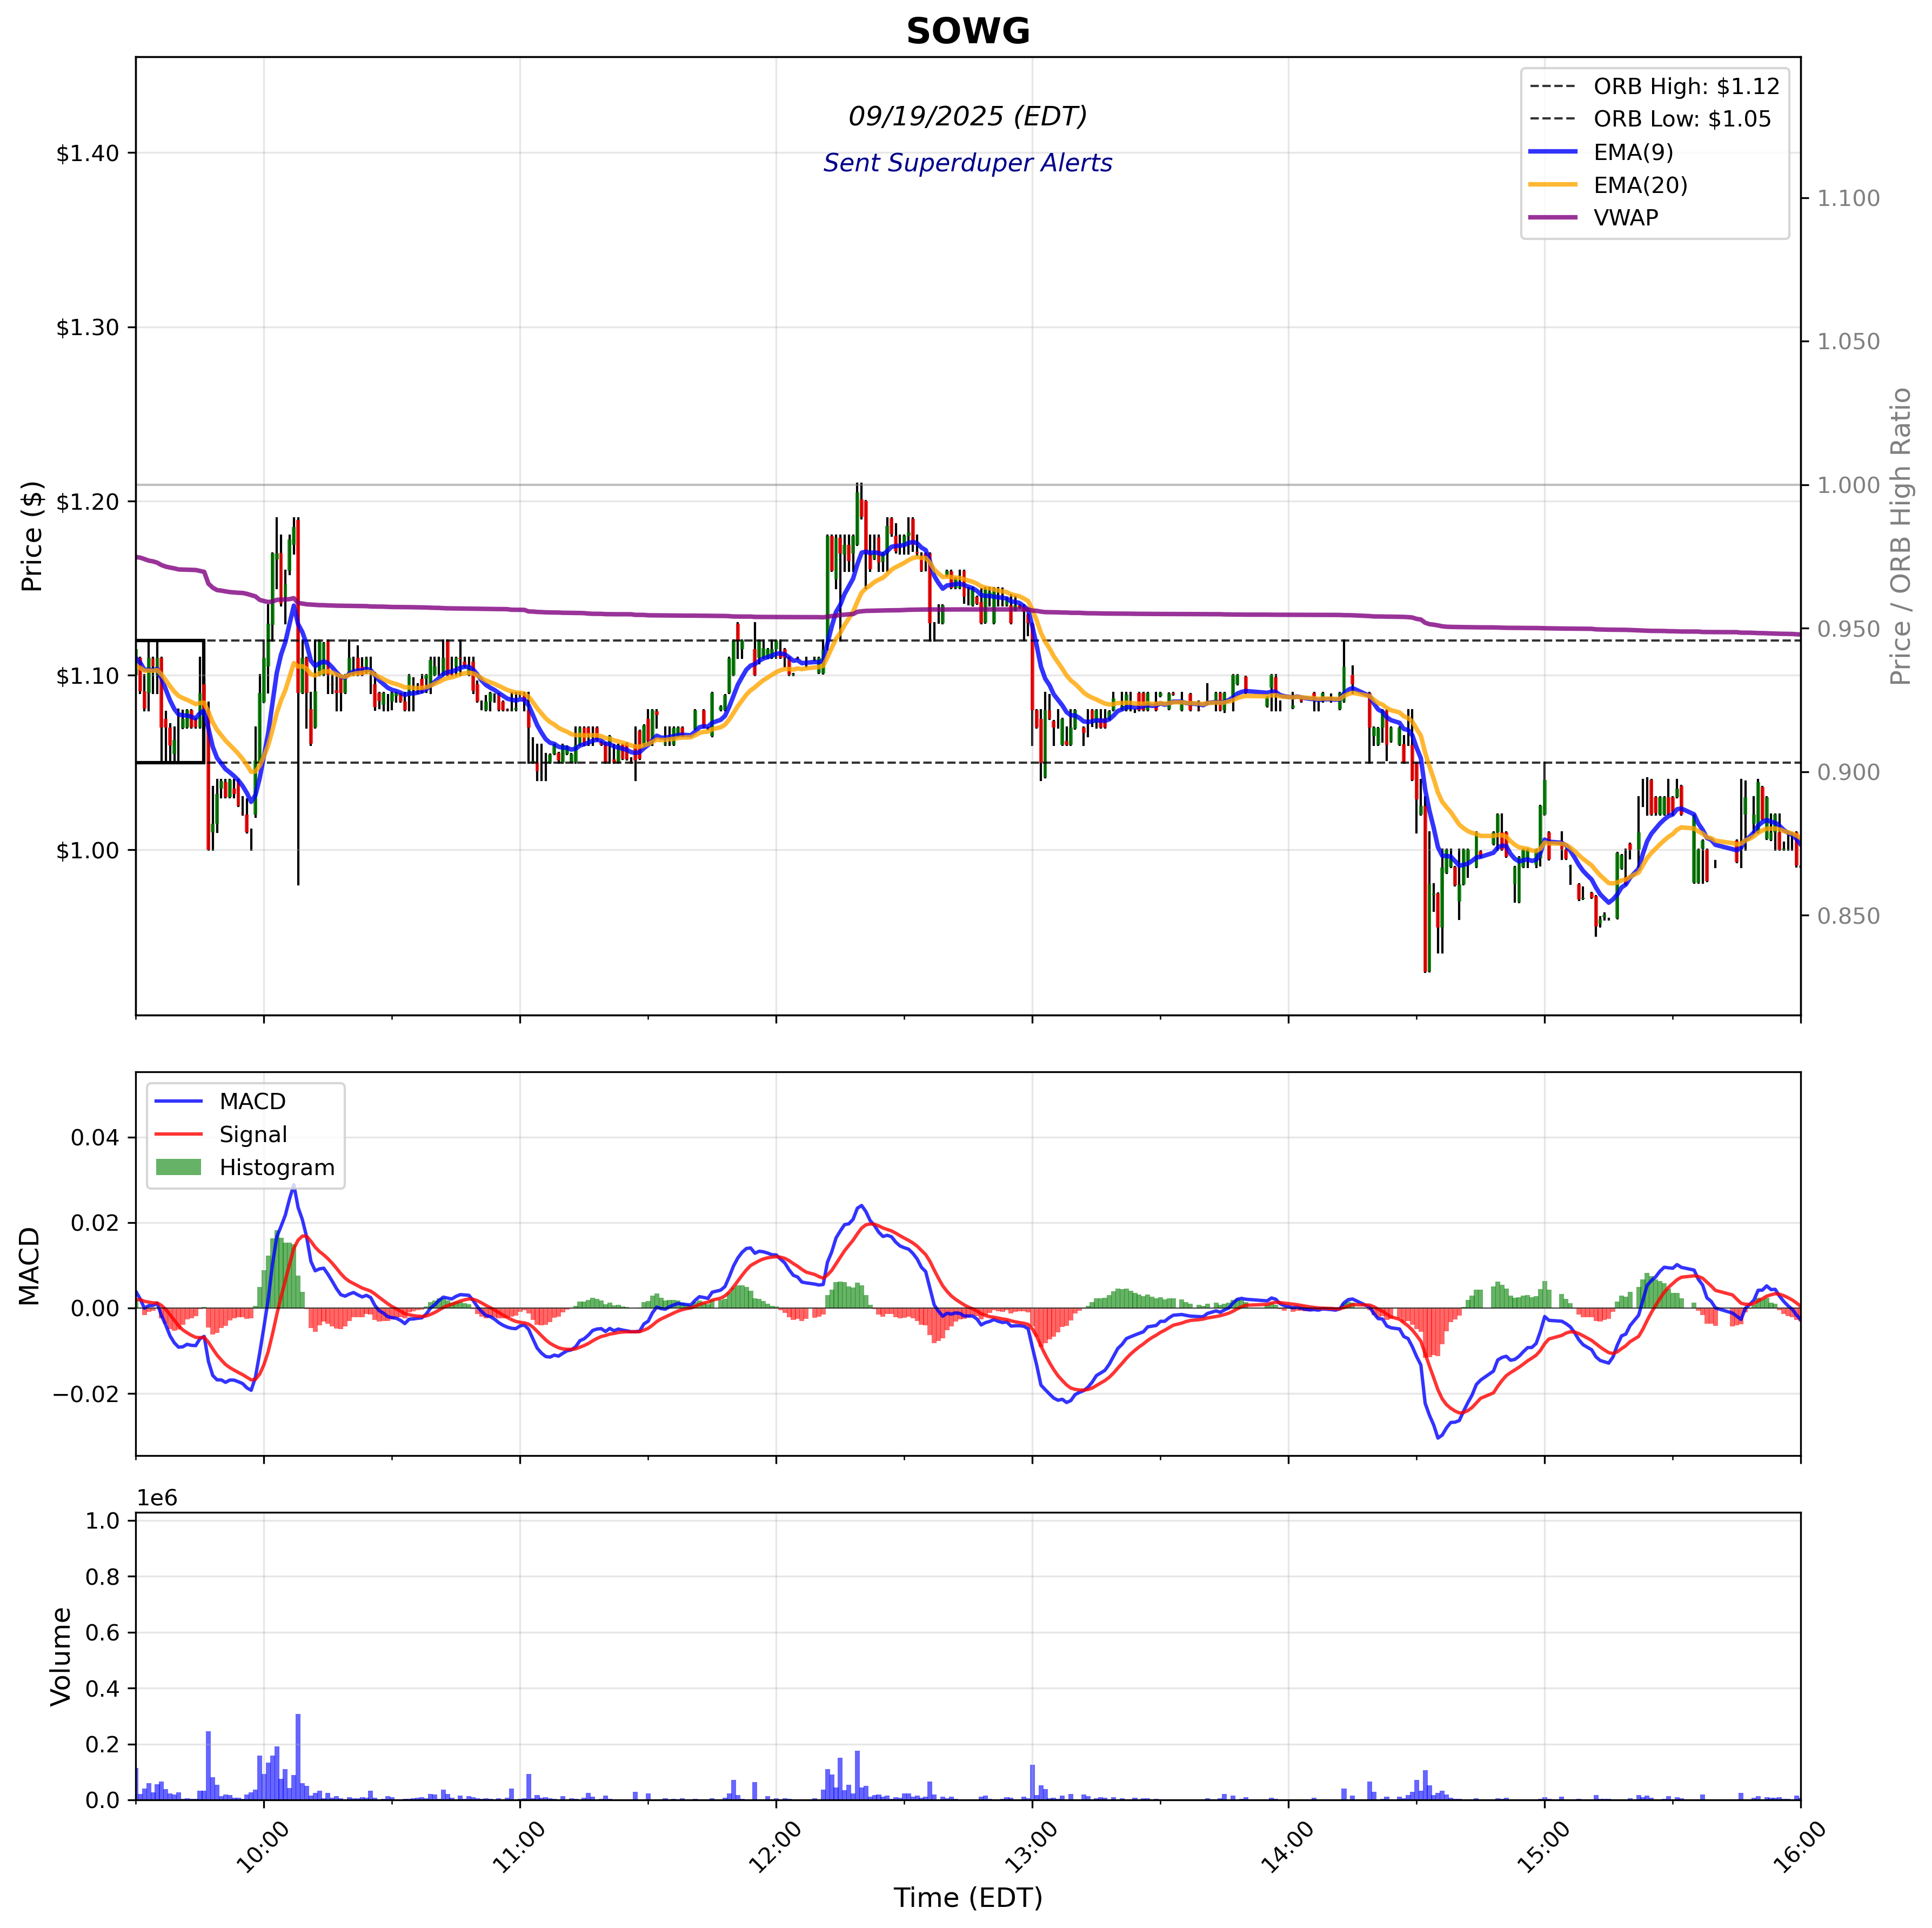 SOWG
09/19/2025 (EDT)
Sent Superduper Alerts
ORB High: $1.12
ORB Low: $1.05
EMA(9)
EMA(20)
VWAP
Price ($)
$1.40
$1.30
$1.20
$1.10
$1.00
1.100
1.050
1.000
0.950
0.900
0.850
Price / ORB High Ratio
MACD
Signal
Histogram
MACD
0.04
0.02
0.00
−0.02
1e6
Volume
1.0
0.8
0.6
0.4
0.2
0.0
10:00
11:00
12:00
13:00
14:00
15:00
16:00
Time (EDT)